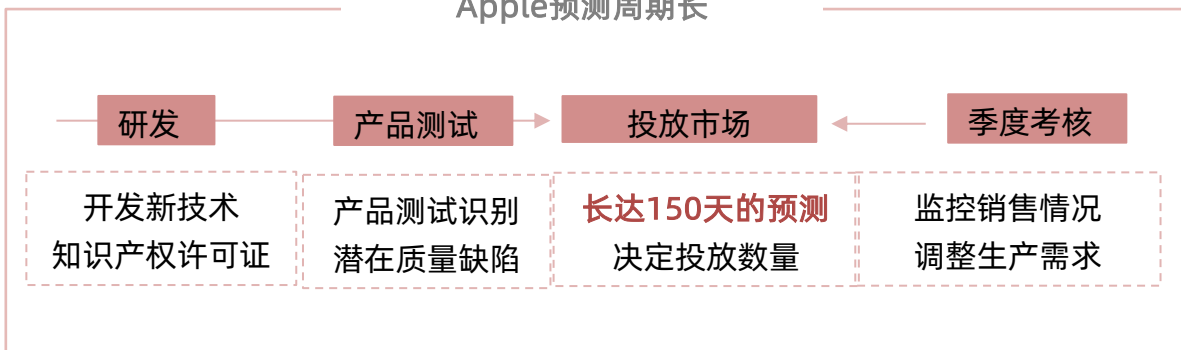 Apple预测周期长
研发
产品测试
投放市场
季度考核
开发新技术
知识产权许可证
产品测试识别
潜在质量缺陷
长达150天的预测
决定投放数量
监控销售情况
调整生产需求